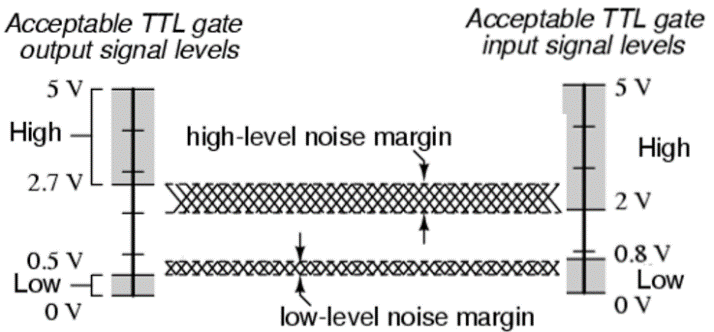 Acceptable TTL gate
output signal levels
Acceptable TTL gate
input signal levels
5 V
High
2.7 V
0.5 V
Low
0 V
high-level noise margin
low-level noise margin
5 V
High
2 V
0.8 V
Low
0 V